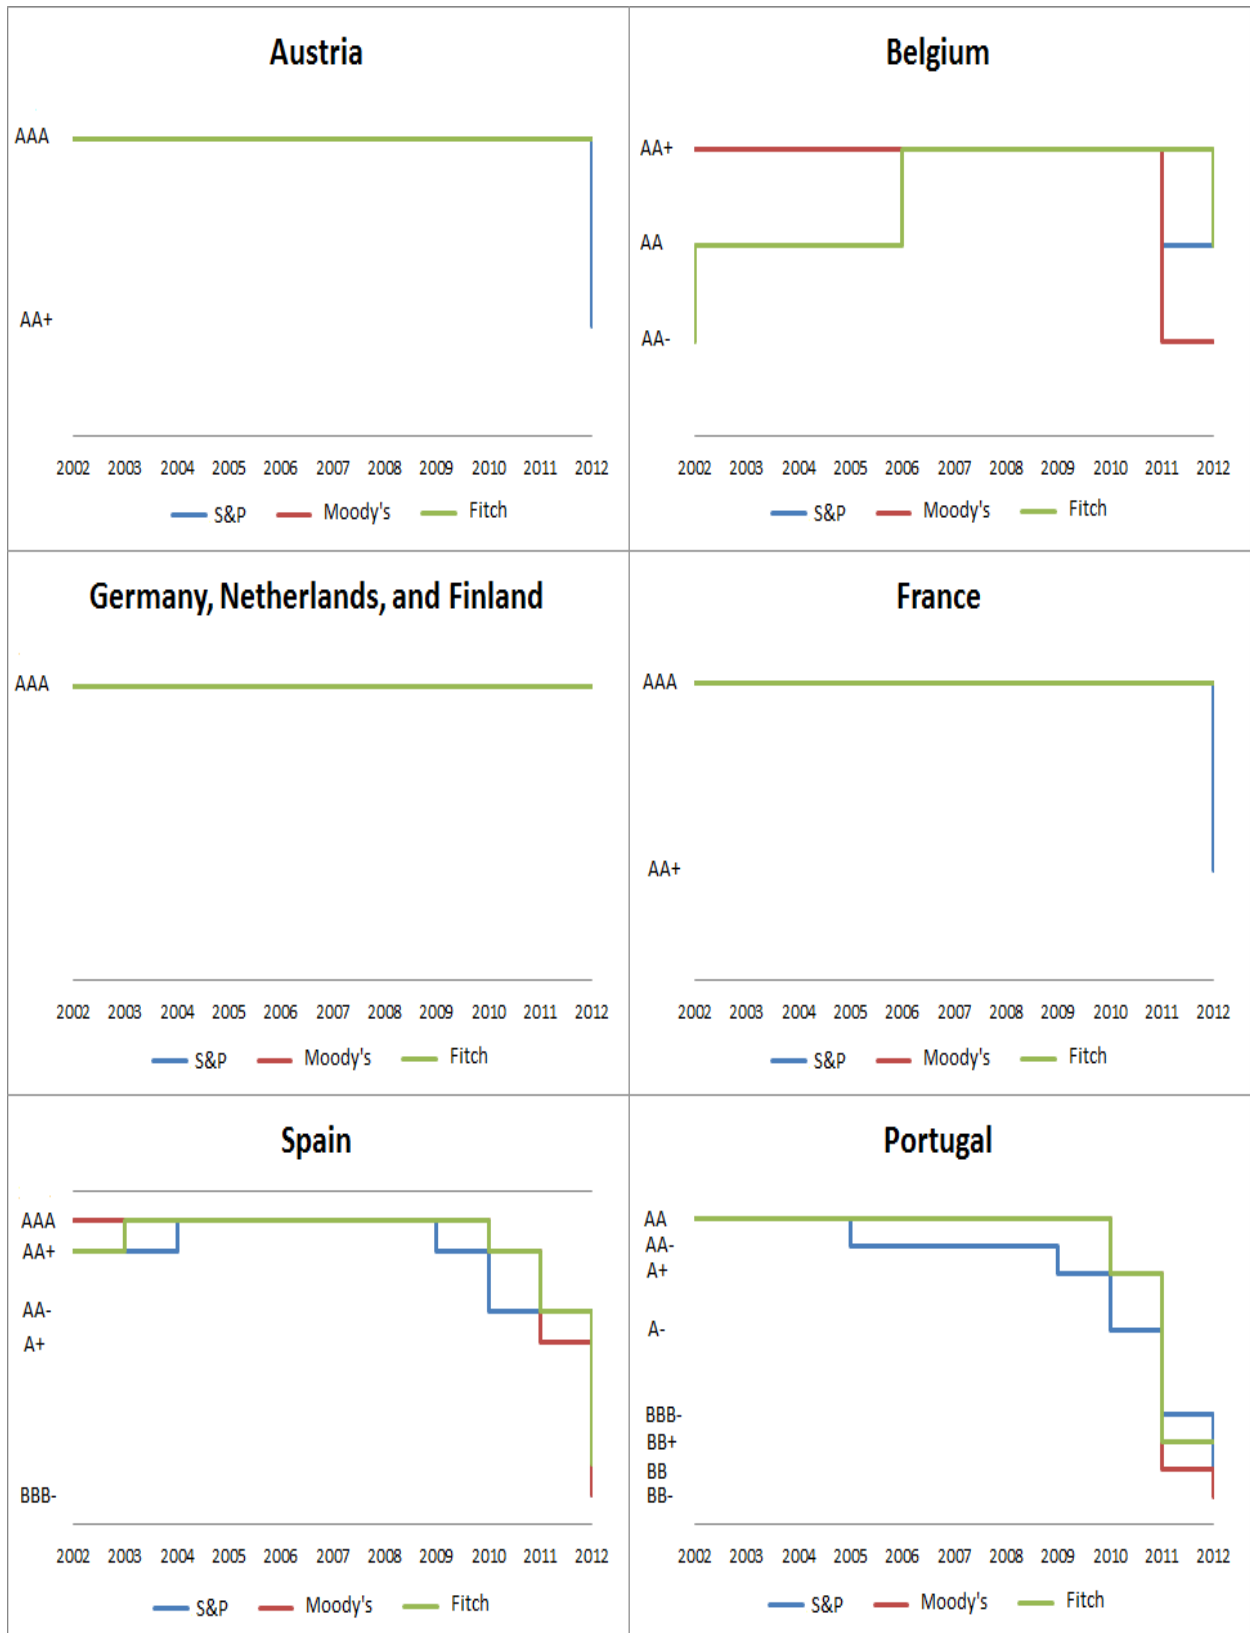 Austria
AAA
AA+
2002 2003 2004 2005 2006 2007 2008 2009 2010 2011 2012
S&P Moody's Fitch
Belgium
AA+
AA
AA-
2002 2003 2004 2005 2006 2007 2008 2009 2010 2011 2012
S&P Moody's Fitch
Germany, Netherlands, and Finland
AAA
2002 2003 2004 2005 2006 2007 2008 2009 2010 2011 2012
S&P Moody's Fitch
France
AAA
AA+
2002 2003 2004 2005 2006 2007 2008 2009 2010 2011 2012
S&P Moody's Fitch
Spain
AAA
AA+
AA-
A+
BBB-
2002 2003 2004 2005 2006 2007 2008 2009 2010 2011 2012
S&P Moody's Fitch
Portugal
AA
AA-
A+
A-
BBB-
BB+
BB
BB-
2002 2003 2004 2005 2006 2007 2008 2009 2010 2011 2012
S&P Moody's Fitch